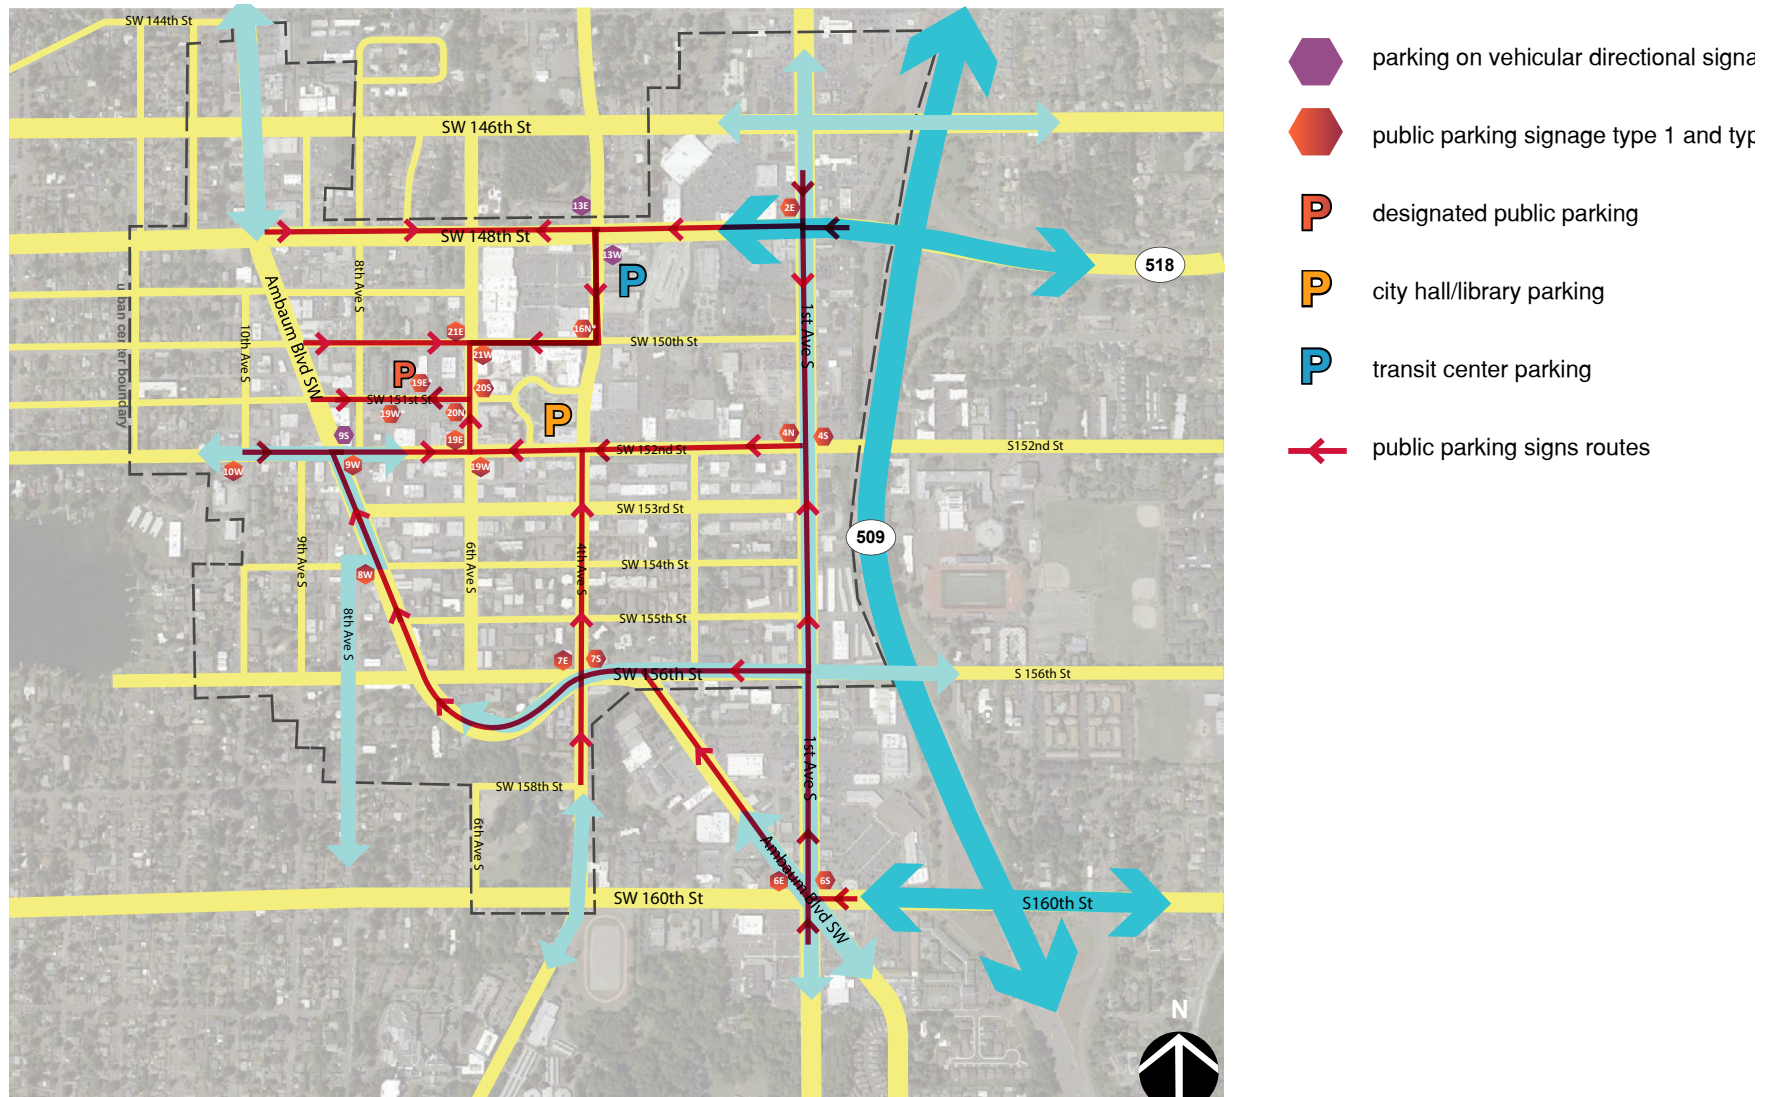 SW 144th St
SW 146th St
13E
2E
SW 148th St
13W
P
518
8th Ave S
urban center boundary
Ambaum Blvd SW
10th Ave S
1st Ave S
21E
16N*
SW 150th St
21W
P
19E
20S
SW 151st St
19W*
20N
P
9S
19E
4N
4S
SW 152nd St
S152nd St
10W
9W
19W
SW 153rd St
509
9th Ave S
6th Ave S
4th Ave S
SW 154th St
8W
8th Ave S
SW 155th St
7E
7S
SW 156th St
S 156th St
1st Ave S
SW 158th St
6th Ave S
Ambaum Blvd SW
6E
6S
SW 160th St
S160th St
N
parking on vehicular directional signa
public parking signage type 1 and typ
P
designated public parking
P
city hall/library parking
P
transit center parking
public parking signs routes